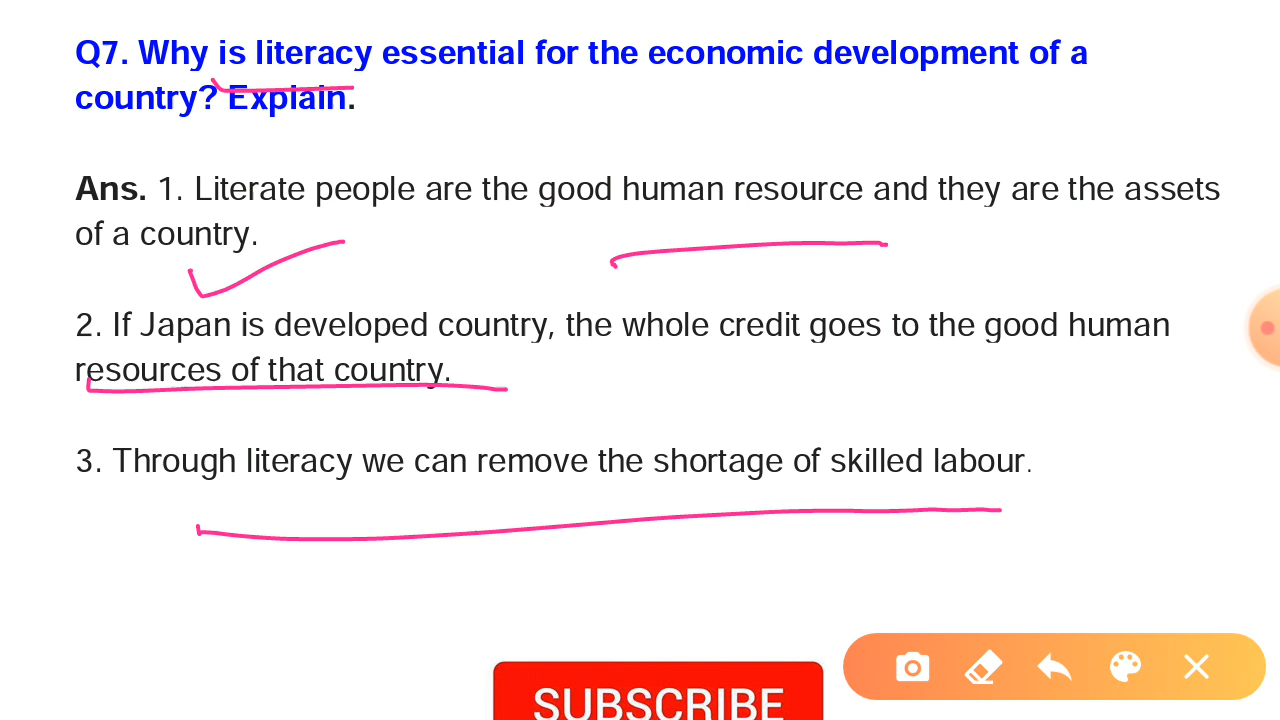 Q7. Why is literacy essential for the economic development of a
country? Explain.
Ans. 1. Literate people are the good human resource and they are the assets
of a country.
2. If Japan is developed country, the whole credit goes to the good human
resources of that country.
3. Through literacy we can remove the shortage of skilled labour.
SUBSCRIBE